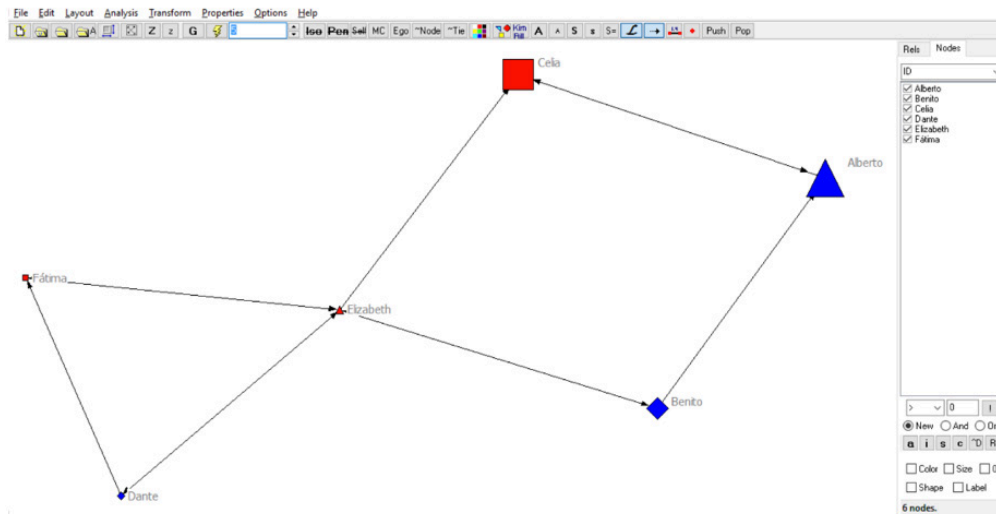 File Edit Layout Analysis Transform Properties Options Help
A Z z G Iso Pen Sell MC Ego ~Node ~Tie Kim Fill A A S s S= L Push Pop
Rels Nodes
ID
Alberto
Benito
Celia
Dante
Elizabeth
Fátima
Celia
Alberto
Fátima
Elizabeth
Benito
Dante
> 0 !
New And Or
a i s c ~D R
Color Size
Shape Label
6 nodes.